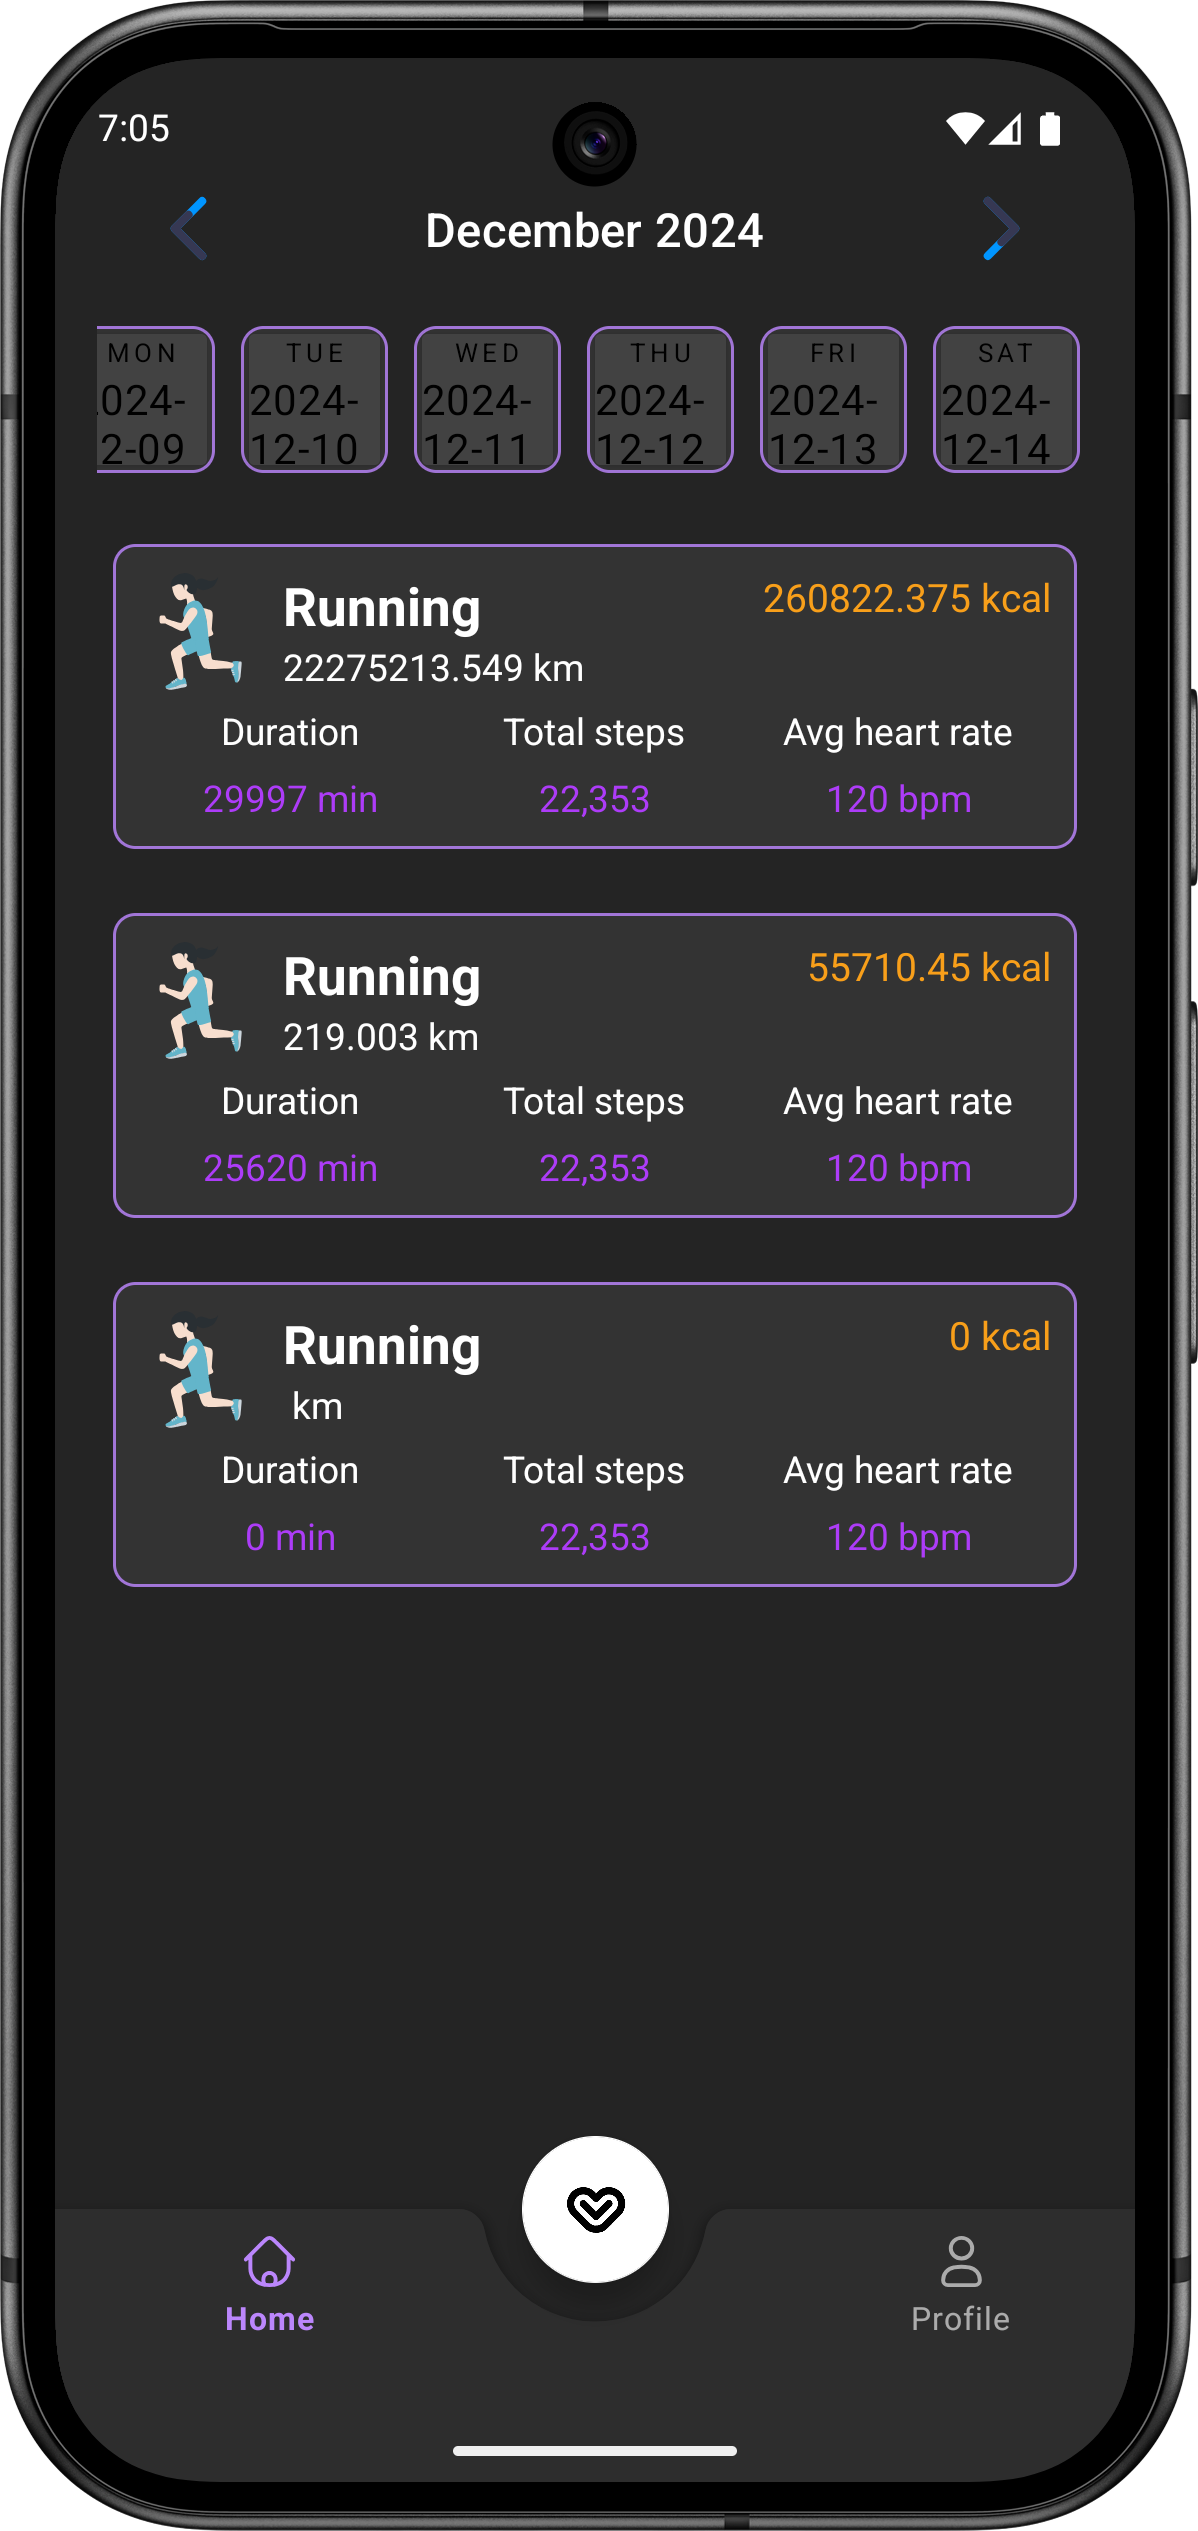 7:05
December 2024
MON TUE WED THU FRI SAT
024- 2024- 2024- 2024- 2024- 2024-
2-09 12-10 12-11 12-12 12-13 12-14
Running 260822.375 kcal
22275213.549 km
Duration Total steps Avg heart rate
29997 min 22,353 120 bpm
Running 55710.45 kcal
219.003 km
Duration Total steps Avg heart rate
25620 min 22,353 120 bpm
Running 0 kcal
km
Duration Total steps Avg heart rate
0 min 22,353 120 bpm
Home Profile